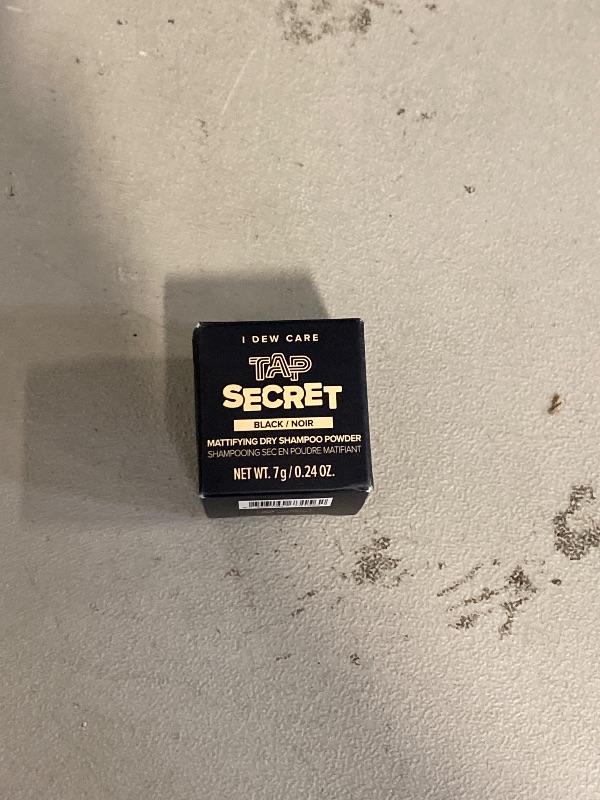 I DEW CARE
TAP
SECRET
BLACK / NOIR
MATTIFYING DRY SHAMPOO POWDER
SHAMPOOING SEC EN POUDRE MATIFIANT
NET WT. 7g / 0.24 OZ.